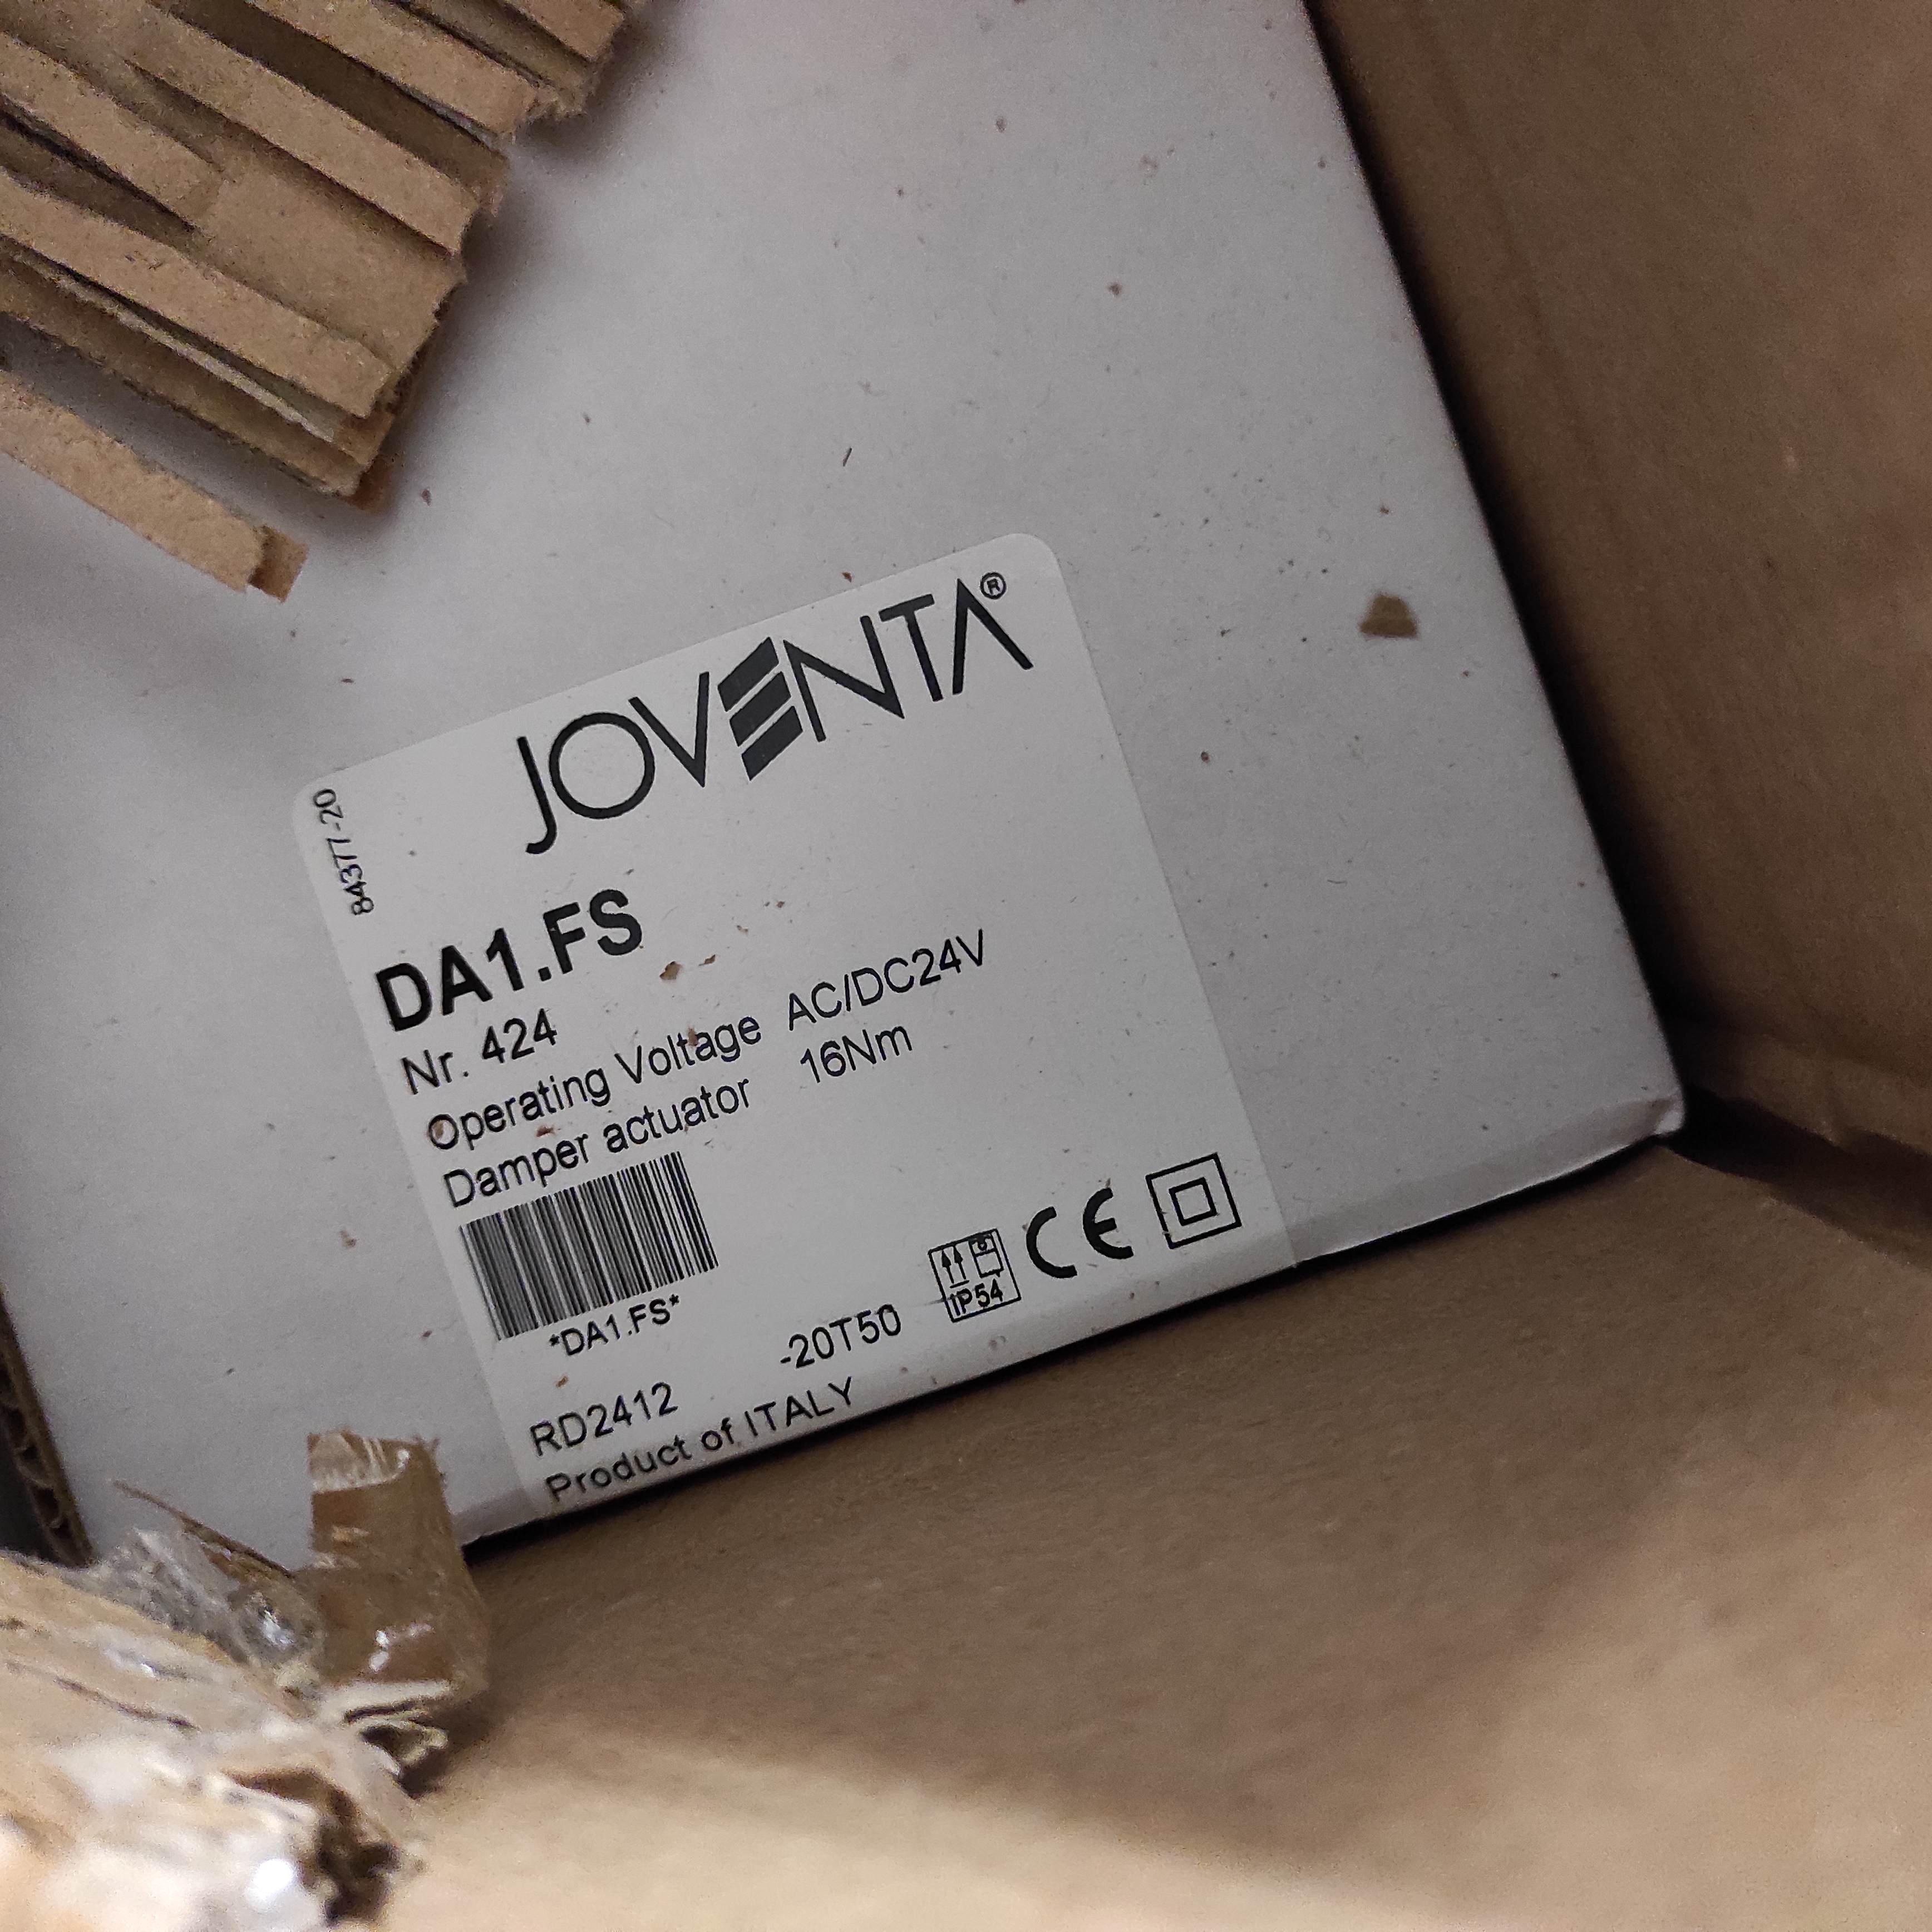 84377-20
JOVENTA®
DA1.FS
Nr. 424
Operating Voltage AC/DC24V
Damper actuator 16Nm
*DA1.FS*
-20T50
IP54
CE
RD2412
Product of ITALY